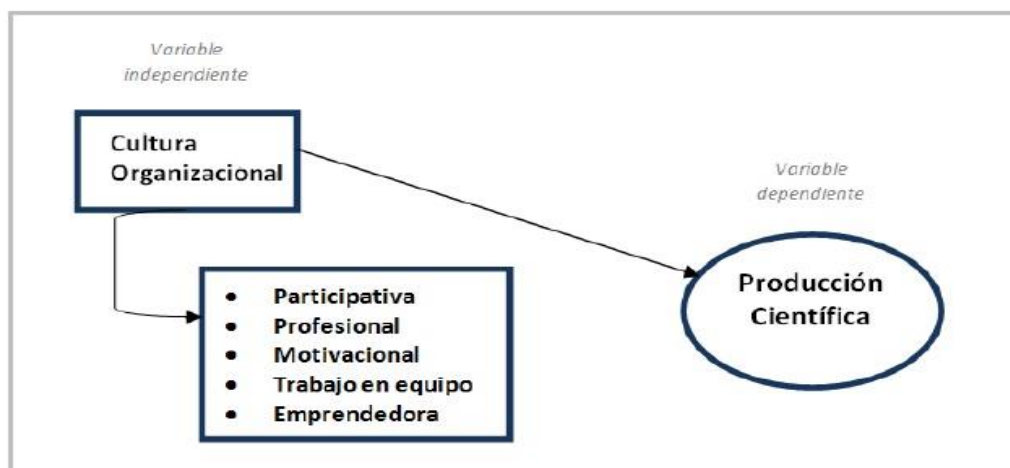 Variable
independiente
Cultura
Organizacional
Variable
dependiente
Producción
Científica
• Participativa
• Profesional
• Motivacional
• Trabajo en equipo
• Emprendedora